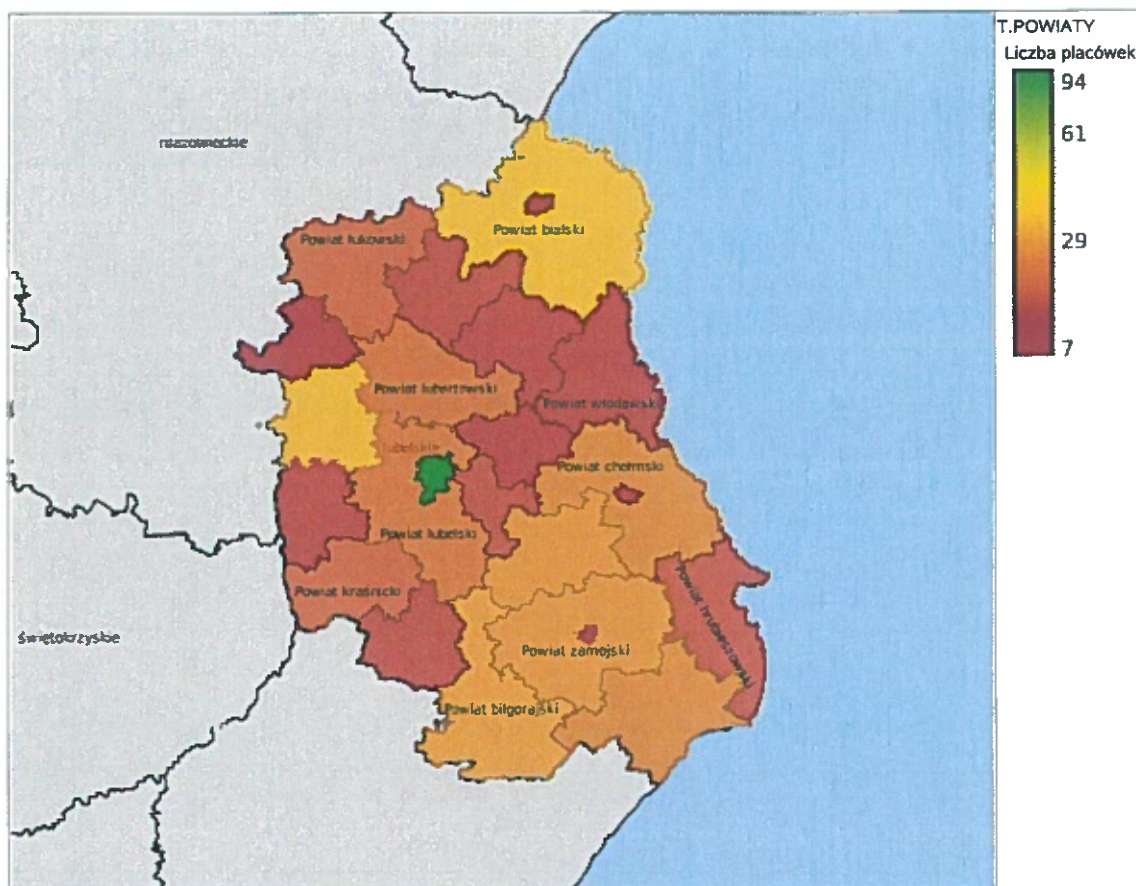 T.POWIATY
Liczba placówek
94
61
29
7
mazowieckie
Powiat bialski
Powiat łukowski
Powiat lubartowski
Powiat włodawski
lubelskie
Powiat chełmski
Powiat lubelski
Powiat kraśnicki
Powiat hrubieszowski
świętokrzyskie
Powiat zamojski
Powiat biłgorajski